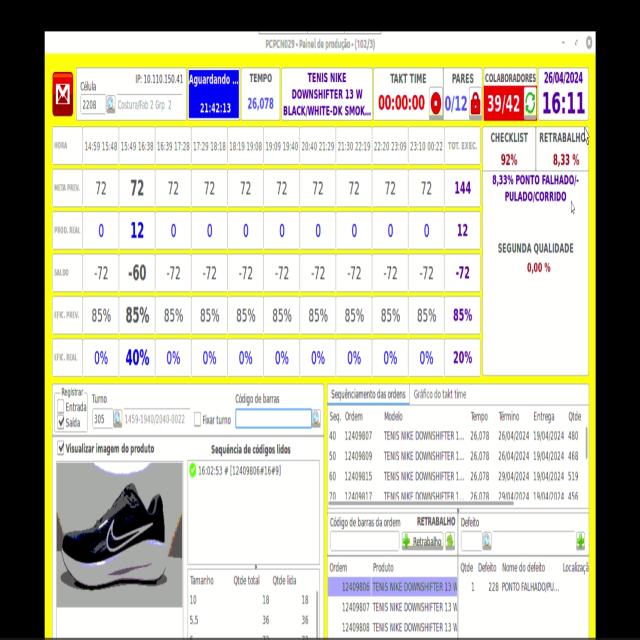 PCPCN029 - Painel de produção - (102/3)
Célula
IP: 10.110.150.41
2208
Costura/Fab 2 Grp. 2
Aguardando ...
21:42:13
TEMPO
26,078
TENIS NIKE
DOWNSHIFTER 13 W
BLACK/WHITE-DK SMOK...
TAKT TIME
00:00:00
PARES
0/12
COLABORADORES
39/42
26/04/2024
16:11
HORA 14:59 15:48 15:49 16:38 16:39 17:28 17:29 18:18 18:19 19:08 19:09 19:40 20:40 21:29 21:30 22:19 22:20 23:09 23:10 00:22 TOT. EXEC.
META PREV. 72 72 72 72 72 72 72 72 72 72 144
PROD. REAL 0 12 0 0 0 0 0 0 0 0 12
SALDO -72 -60 -72 -72 -72 -72 -72 -72 -72 -72 -72
EFIC. PREV. 85% 85% 85% 85% 85% 85% 85% 85% 85% 85% 85%
EFIC. REAL 0% 40% 0% 0% 0% 0% 0% 0% 0% 0% 20%
CHECKLIST RETRABALHO
92% 8,33 %
8,33% PONTO FALHADO/-
PULADO/CORRIDO
SEGUNDA QUALIDADE
0,00 %
Registrar
Entrada
Saída
Turno
305
1459-1940/2040-0022
Fixar turno
Código de barras
Visualizar imagem do produto
Sequência de códigos lidos
16:02:53 # [12409806#16#9]
Tamanho Qtde total Qtde lida
10 18 18
5,5 36 36
Sequênciamento das ordens Gráfico do takt time
Seq. Ordem Modelo Tempo Término Entrega Qtde
40 12409807 TENIS NIKE DOWNSHIFTER 1... 26,078 26/04/2024 19/04/2024 480
50 12409809 TENIS NIKE DOWNSHIFTER 1... 26,078 26/04/2024 19/04/2024 468
60 12409815 TENIS NIKE DOWNSHIFTER 1... 26,078 29/04/2024 19/04/2024 519
70 12409817 TENIS NIKE DOWNSHIFTER 1... 26,078 29/04/2024 19/04/2024 456
Código de barras da ordem RETRABALHO
Retrabalho
Defeito
Ordem Produto
12409806 TENIS NIKE DOWNSHIFTER 13 W
12409807 TENIS NIKE DOWNSHIFTER 13 W
12409808 TENIS NIKE DOWNSHIFTER 13 W
Qtde Defeito Nome do defeito Localizaçã
1 228 PONTO FALHADO/PU...